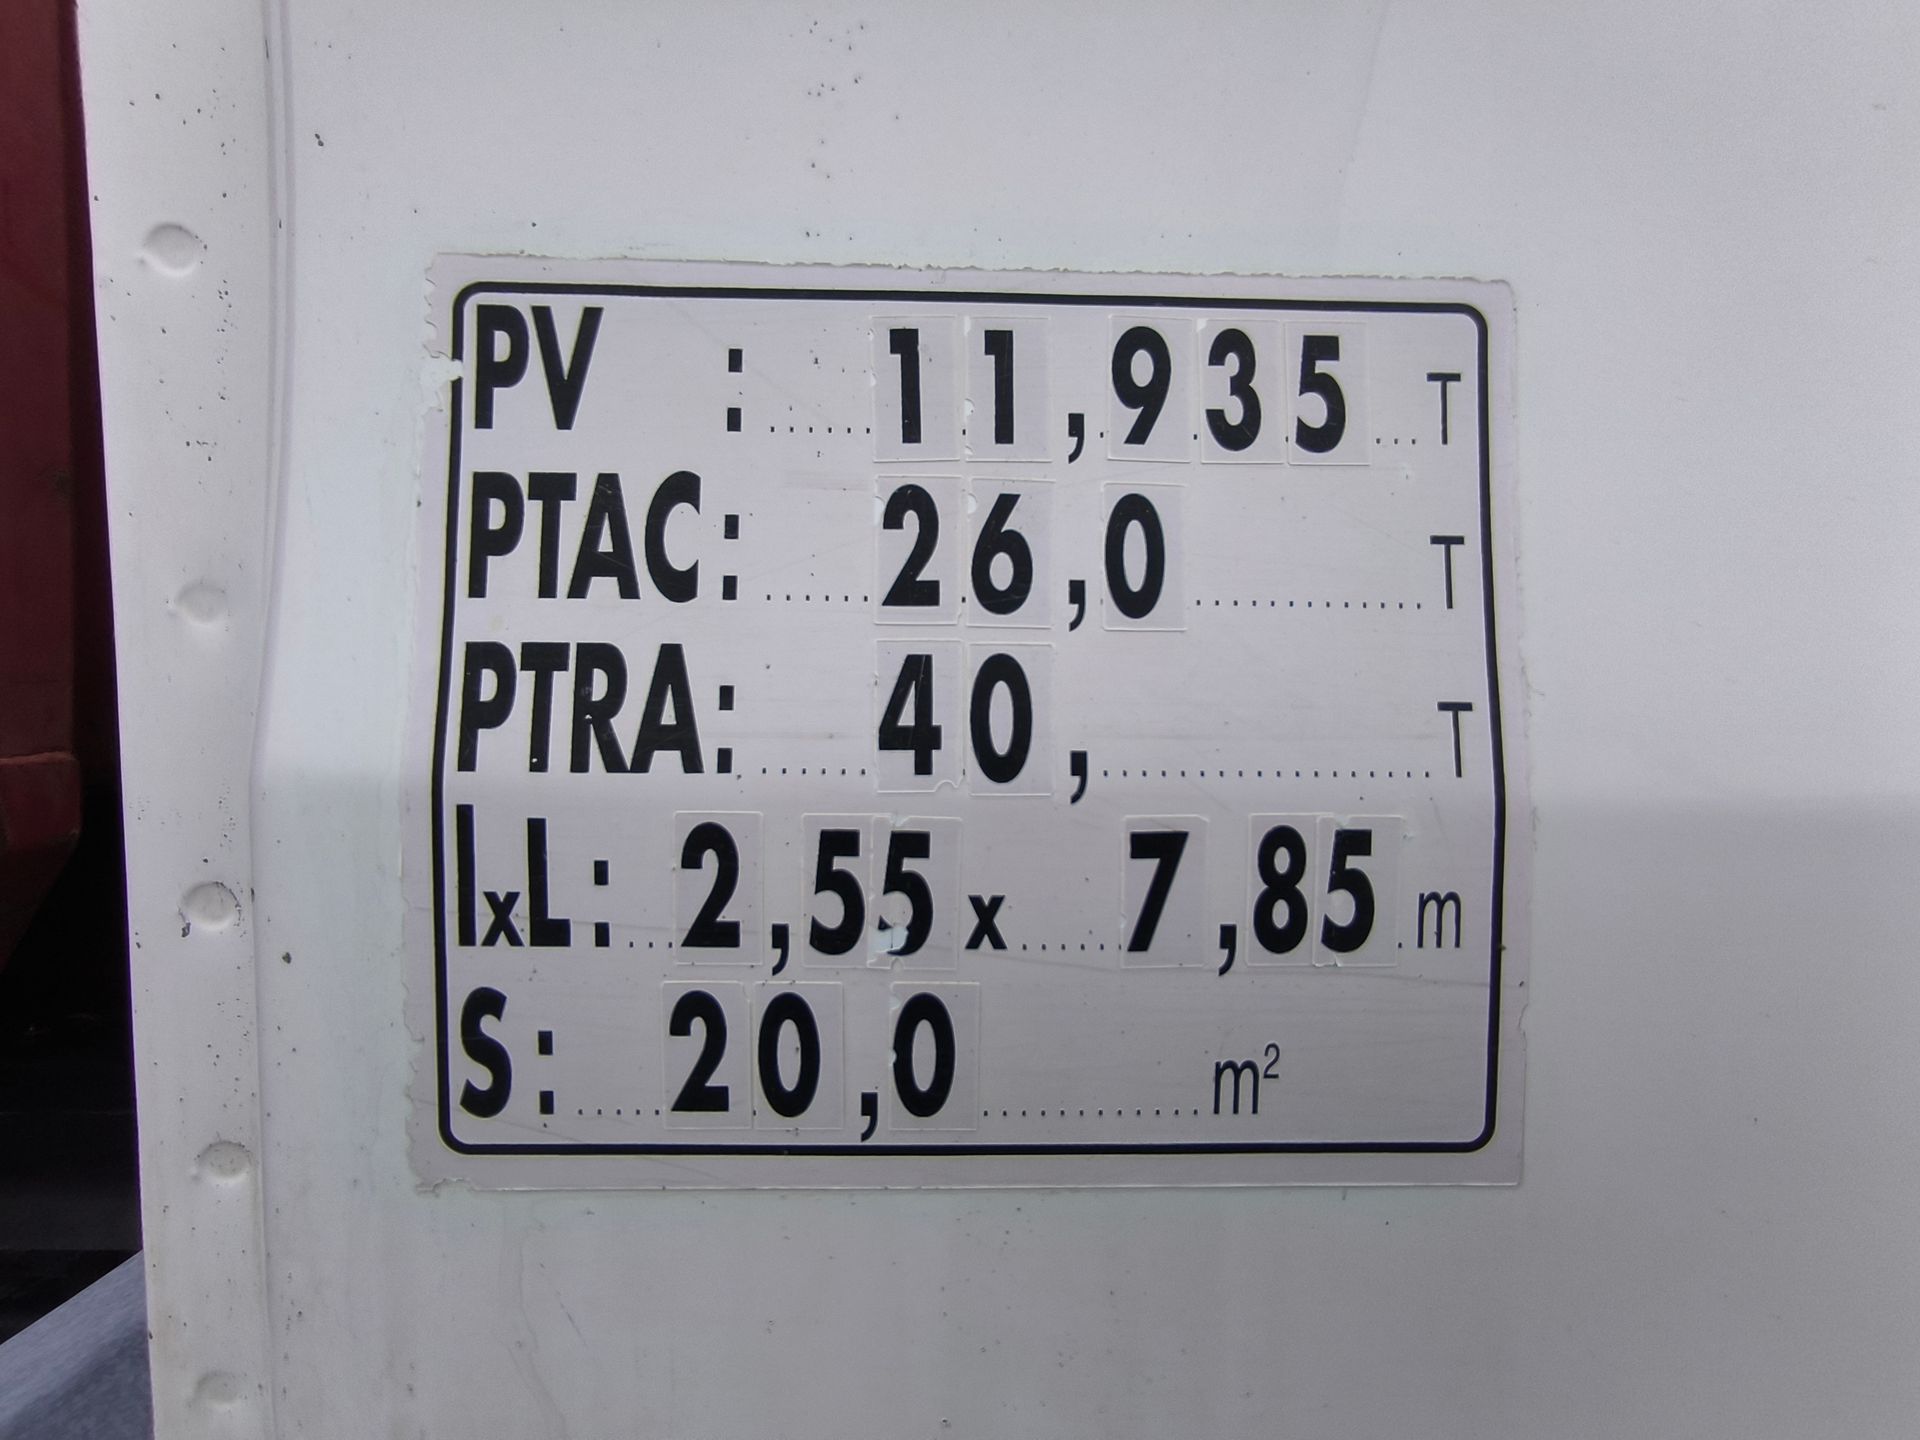 PV : ...... 11,935 ... T
PTAC : ...... 26,0 .............. T
PTRA : ...... 40, .................. T
lxL : ... 2,55 x ...... 7,85 . m
S : ..... 20,0 ............ m²